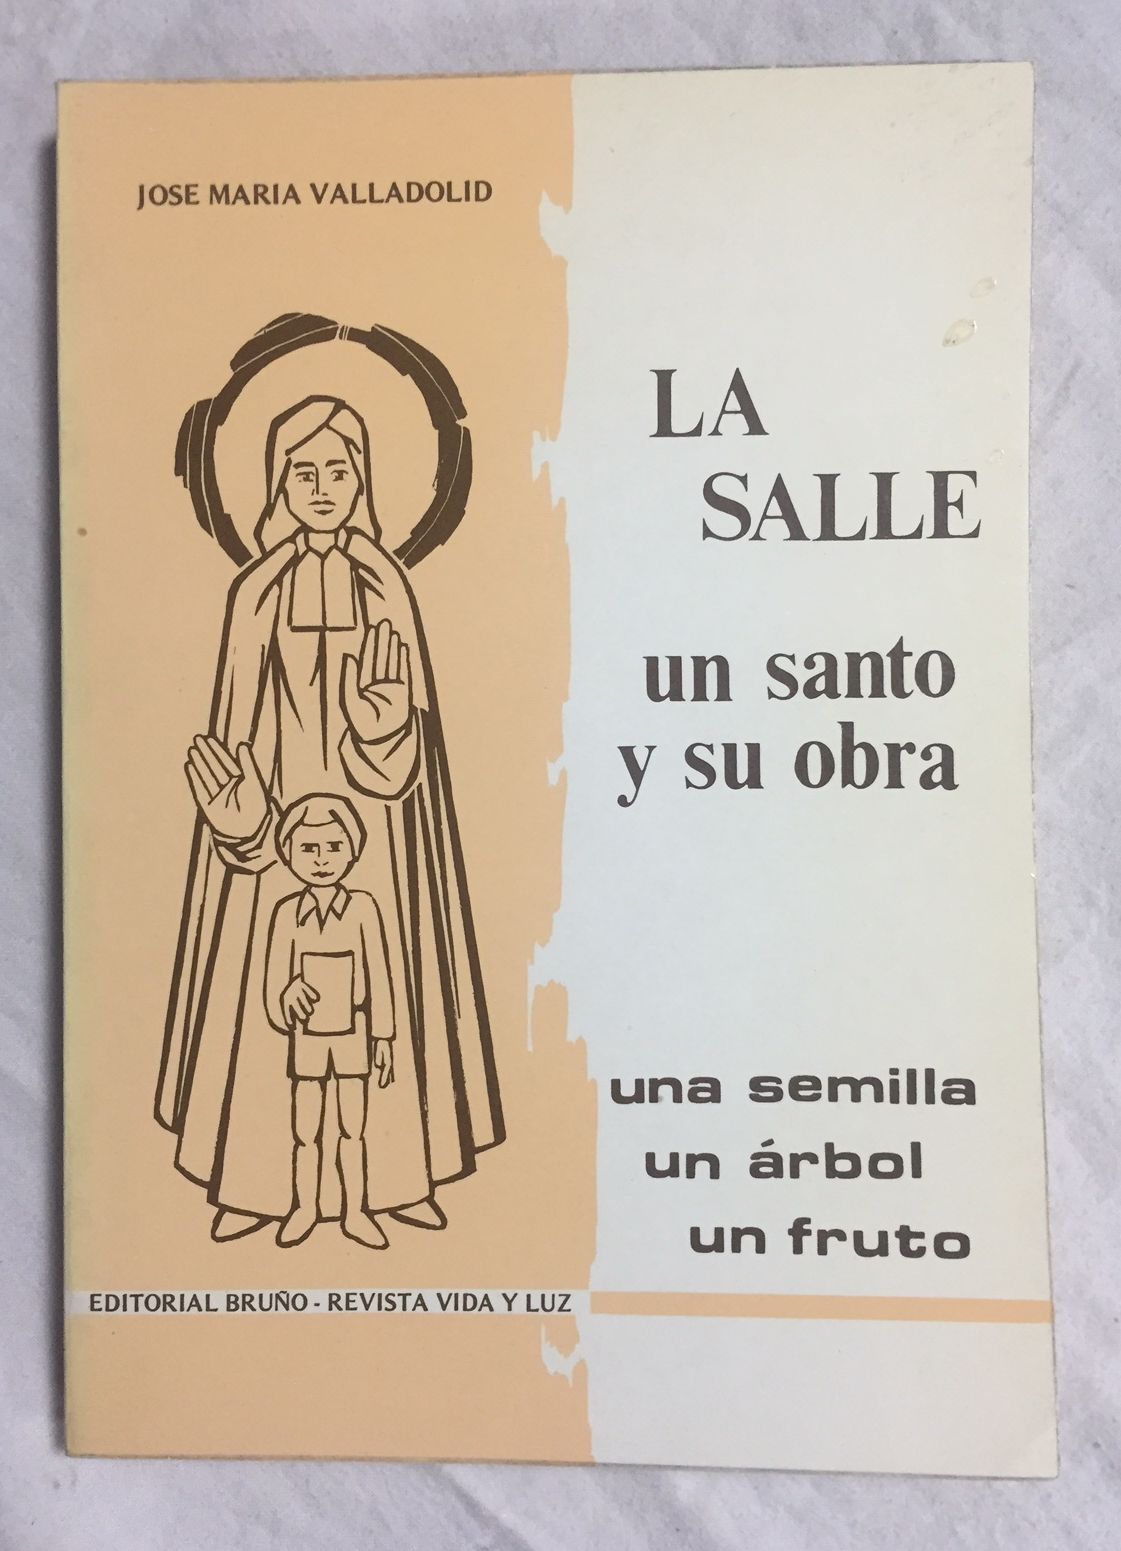 JOSE MARIA VALLADOLID
LA
SALLE
un santo
y su obra
una semilla
un árbol
un fruto
EDITORIAL BRUÑO - REVISTA VIDA Y LUZ